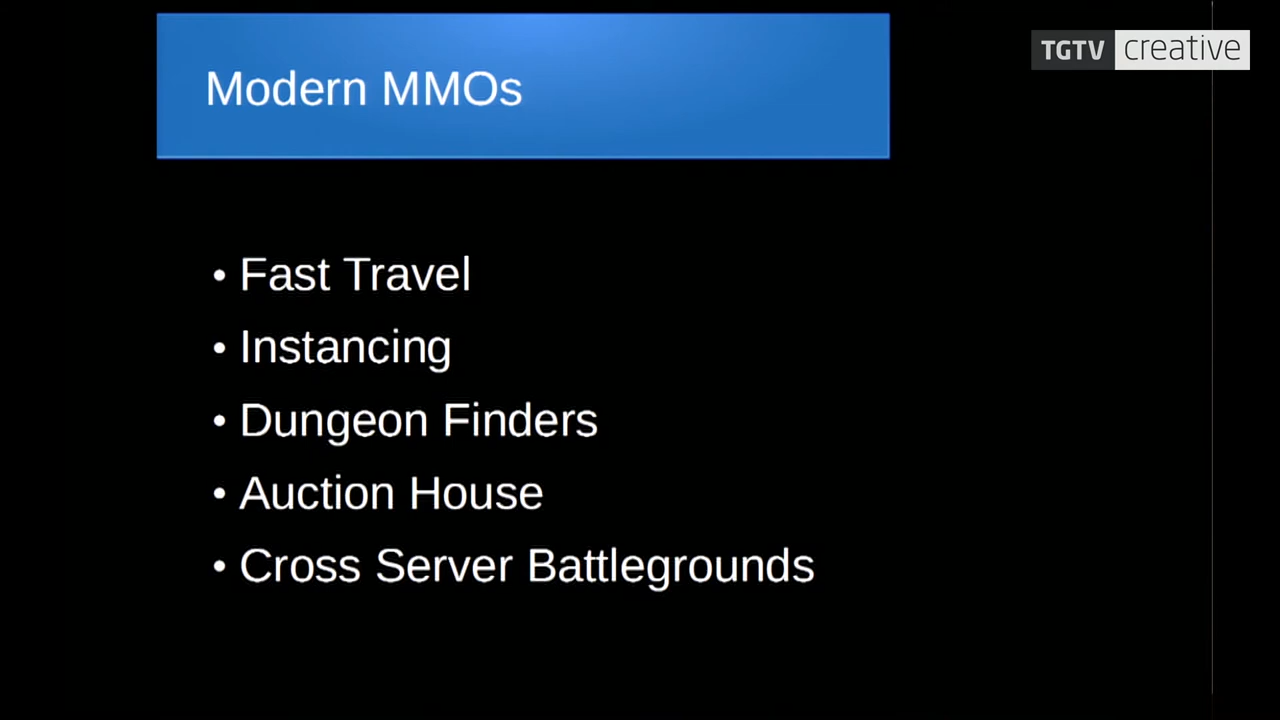 Modern MMOs
TGTV creative
• Fast Travel
• Instancing
• Dungeon Finders
• Auction House
• Cross Server Battlegrounds